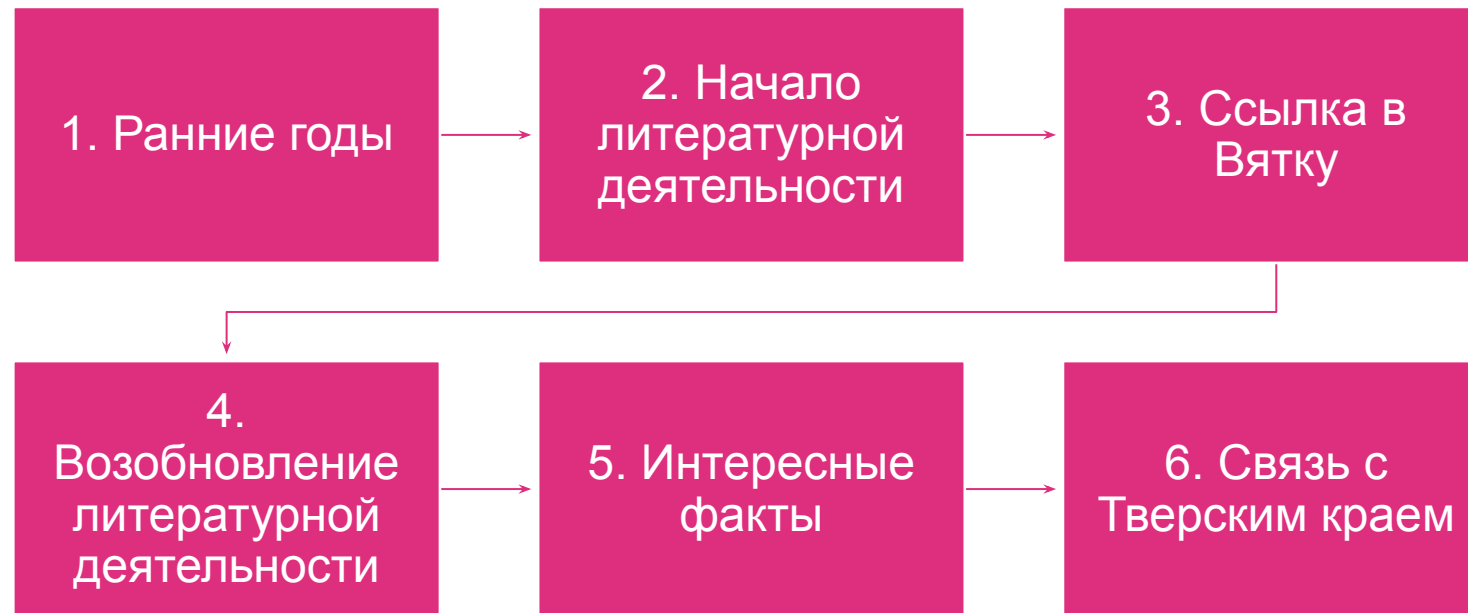 1. Ранние годы
2. Начало
литературной
деятельности
3. Ссылка в
Вятку
4.
Возобновление
литературной
деятельности
5. Интересные
факты
6. Связь с
Тверским краем